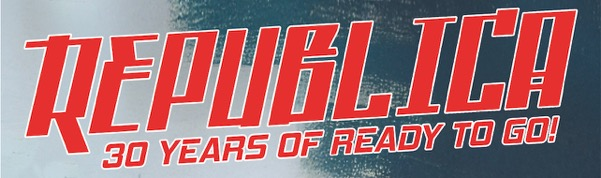 REPUBLICA
30 YEARS OF READY TO GO!